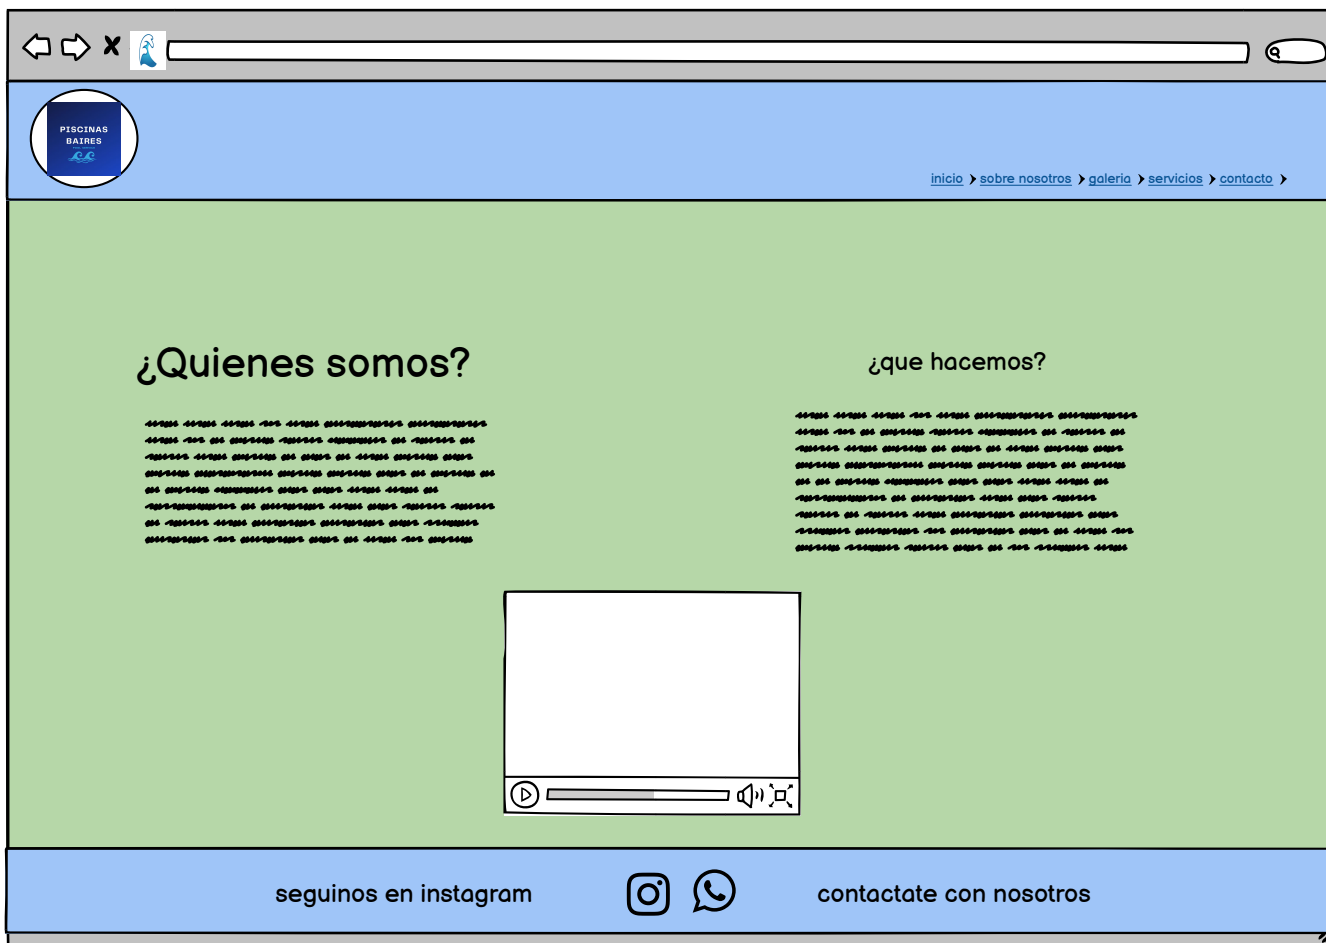 PISCINAS
BAIRES
inicio sobre nosotros galeria servicios contacto
¿Quienes somos?
¿que hacemos?
seguinos en instagram
contactate con nosotros